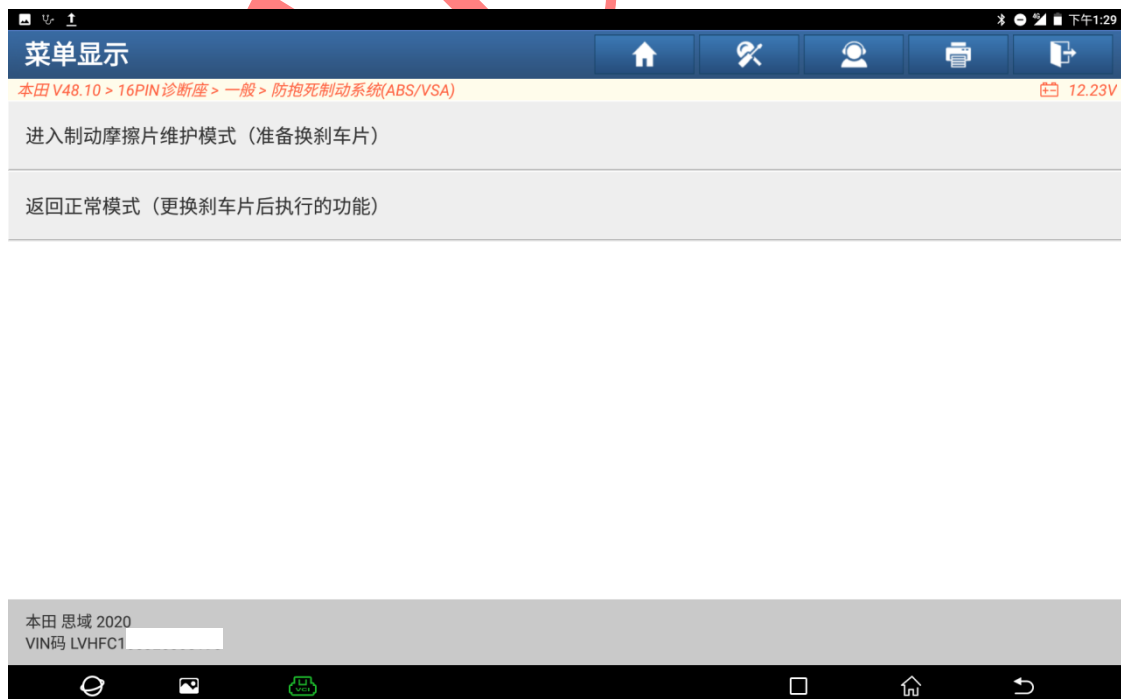 下午1:29
菜单显示
本田 V48.10 > 16PIN诊断座 > 一般 > 防抱死制动系统(ABS/VSA)
12.23V
进入制动摩擦片维护模式（准备换刹车片）
返回正常模式（更换刹车片后执行的功能）
本田 思域 2020
VIN码 LVHFC1
VCI